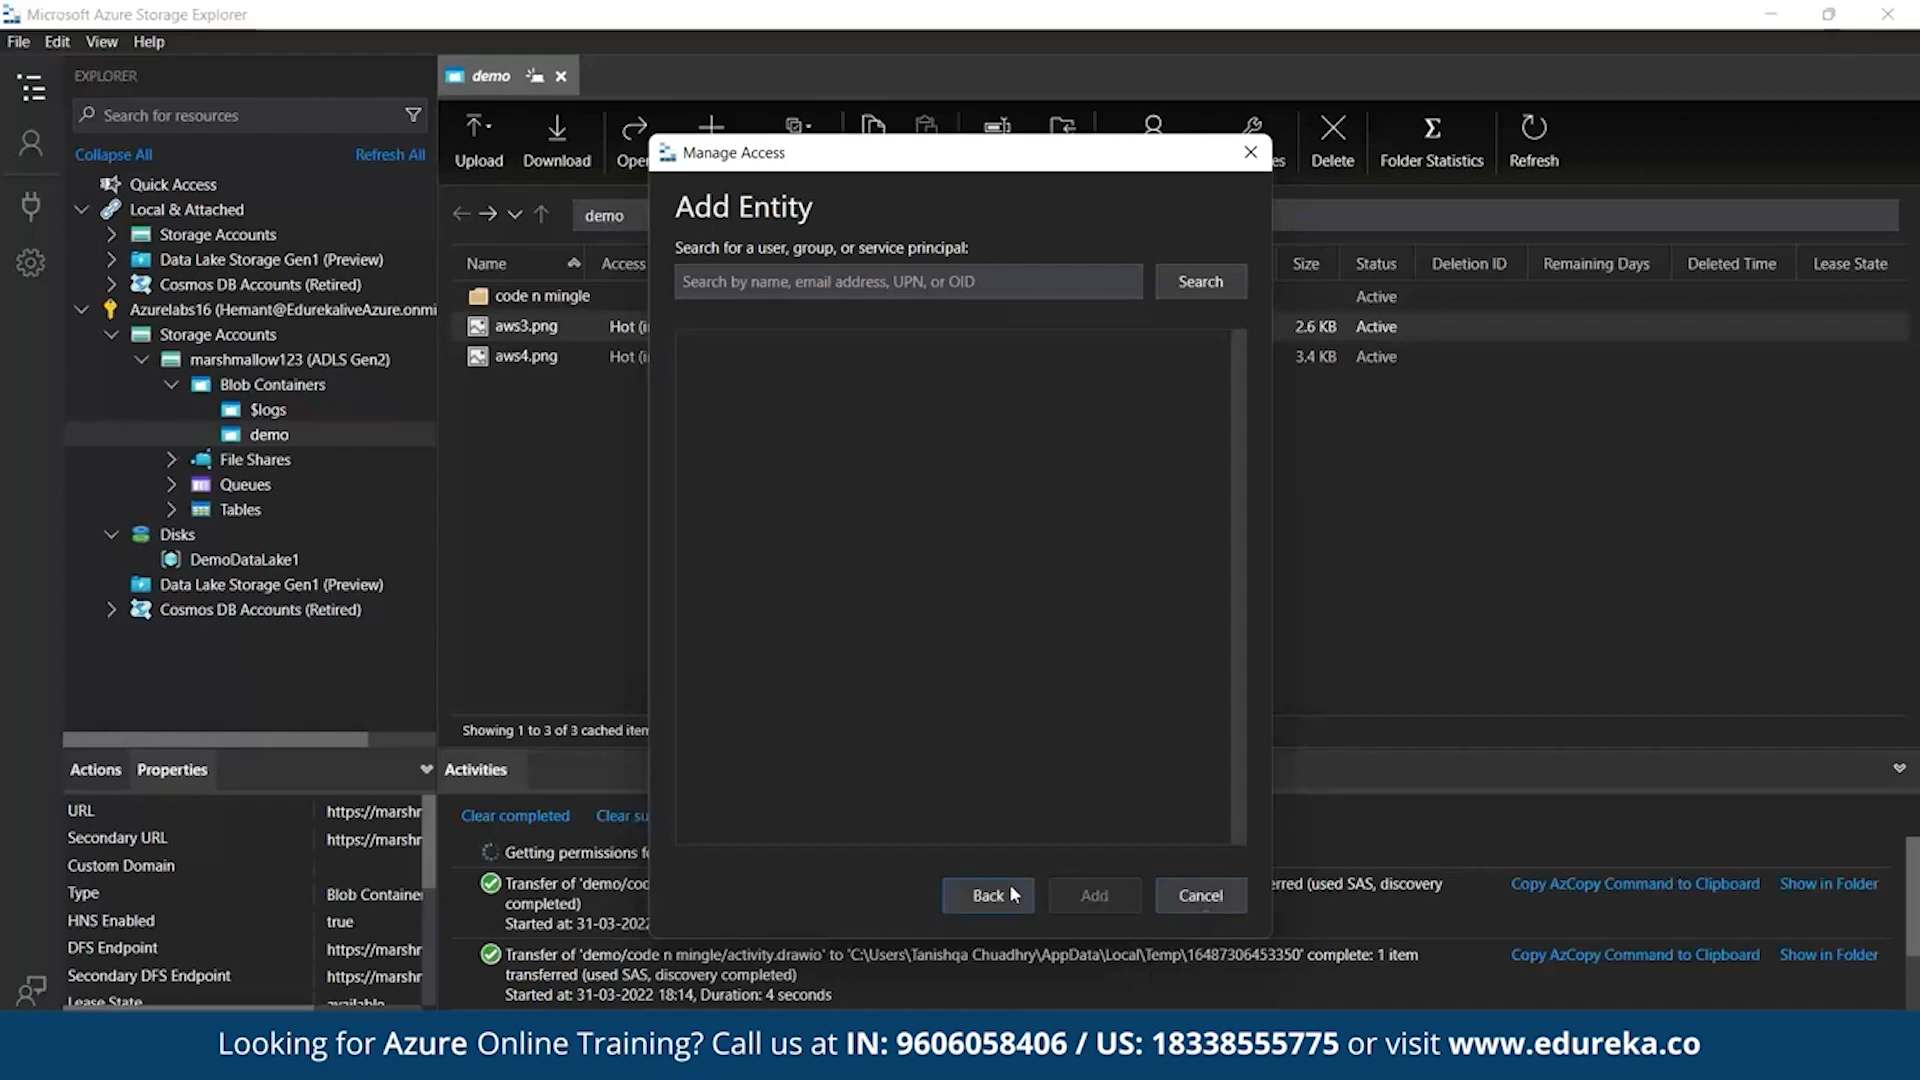 Microsoft Azure Storage Explorer
File Edit View Help
EXPLORER
Search for resources
Collapse All Refresh All
Quick Access
Local & Attached
Storage Accounts
Data Lake Storage Gen1 (Preview)
Cosmos DB Accounts (Retired)
Azurelabs16 (Hemant@EdurekaliveAzure.onmi
Storage Accounts
marshmallow123 (ADLS Gen2)
Blob Containers
$logs
demo
File Shares
Queues
Tables
Disks
DemoDataLake1
Data Lake Storage Gen1 (Preview)
Cosmos DB Accounts (Retired)
Actions Properties
URL https://marshr
Secondary URL https://marshr
Custom Domain
Type Blob Container
HNS Enabled true
DFS Endpoint https://marshr
Secondary DFS Endpoint https://marshr
Lease State available
demo
Upload Download Open Delete Folder Statistics Refresh
demo
Name Access Size Status Deletion ID Remaining Days Deleted Time Lease State
code n mingle Active
aws3.png Hot (i 2.6 KB Active
aws4.png Hot (i 3.4 KB Active
Showing 1 to 3 of 3 cached iten
Manage Access
Add Entity
Search for a user, group, or service principal:
Search by name, email address, UPN, or OID
Search
Back Add Cancel
Activities
Clear completed Clear su
Getting permissions fo
Transfer of 'demo/cod erred (used SAS, discovery Copy AzCopy Command to Clipboard Show in Folder
completed)
Started at: 31-03-2022
Transfer of 'demo/code n mingle/activity.drawio' to 'C:\Users\Tanishqa Chuadhry\AppData\Local\Temp\16487306453350' complete: 1 item Copy AzCopy Command to Clipboard Show in Folder
transferred (used SAS, discovery completed)
Started at: 31-03-2022 18:14, Duration: 4 seconds
Looking for Azure Online Training? Call us at IN: 9606058406 / US: 18338555775 or visit www.edureka.co